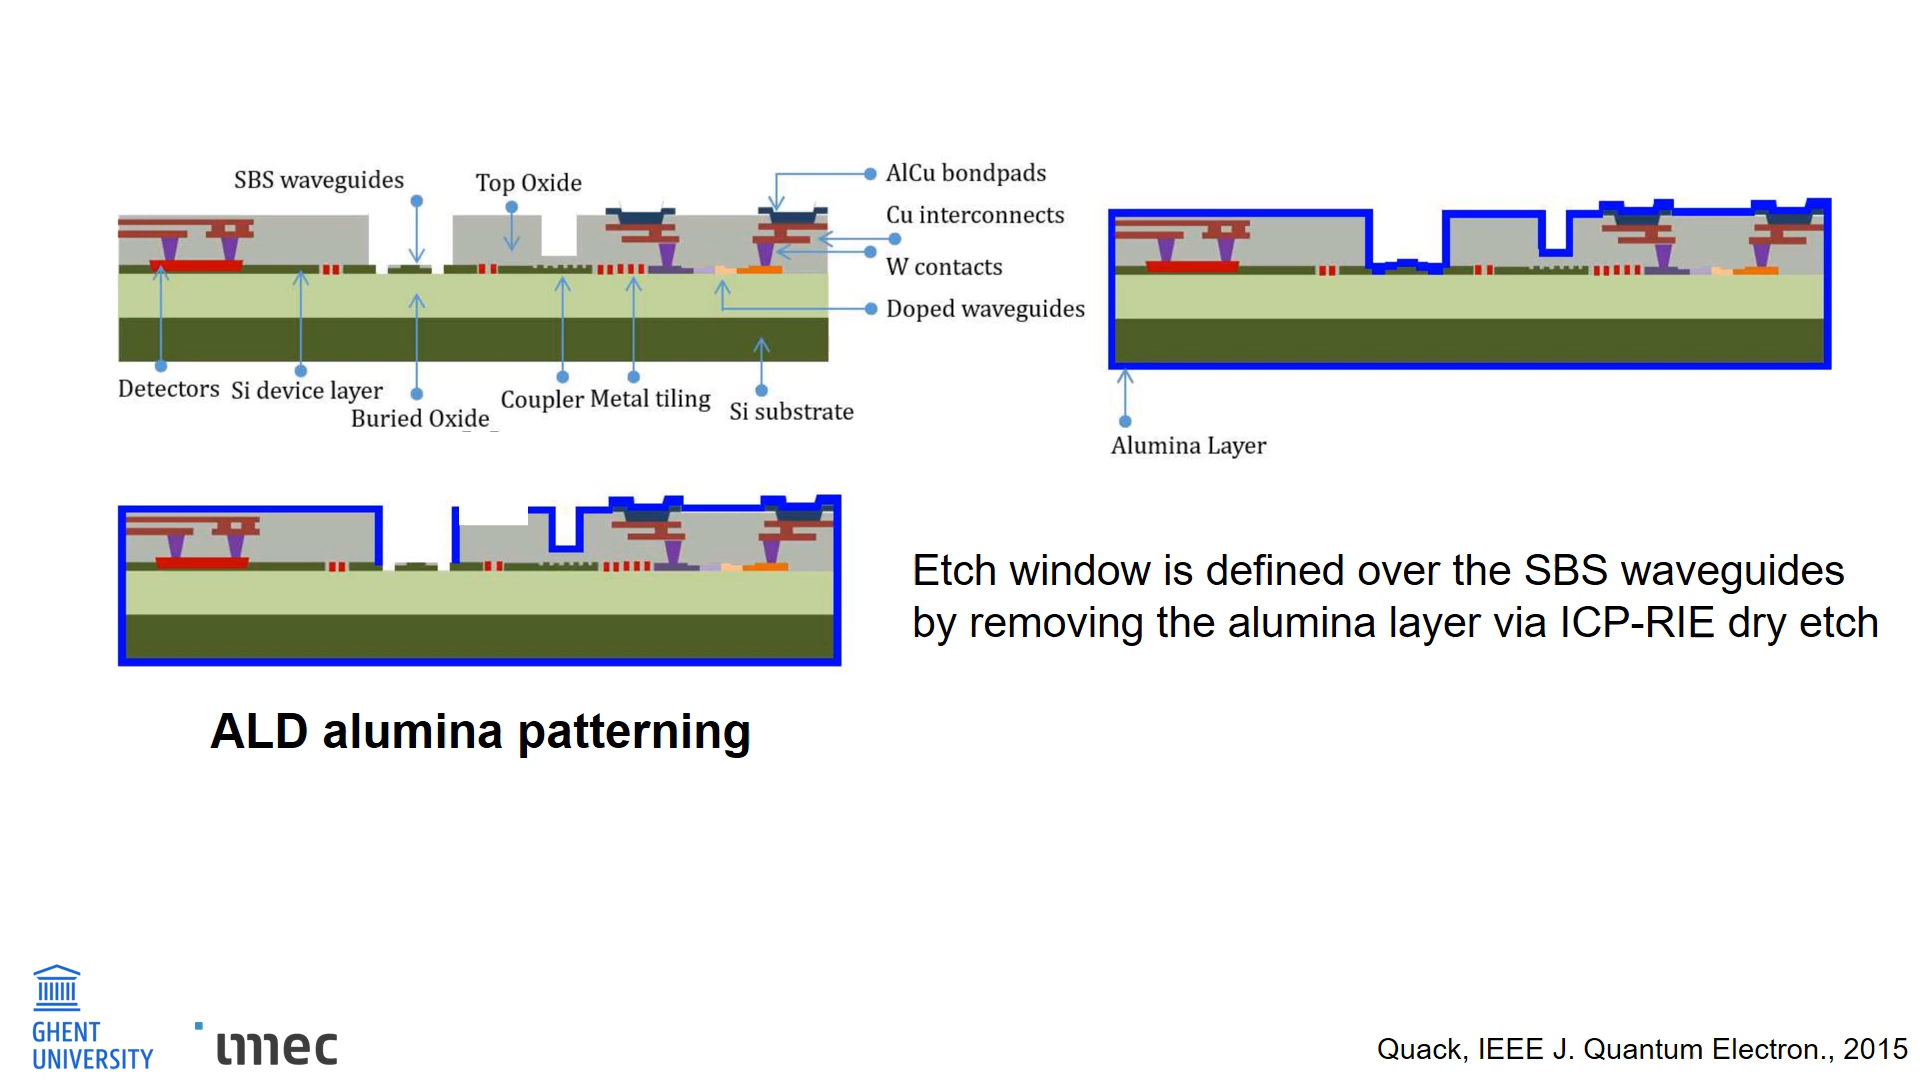 SBS waveguides
Top Oxide
AlCu bondpads
Cu interconnects
W contacts
Doped waveguides
Detectors
Si device layer
Buried Oxide
Coupler
Metal tiling
Si substrate
Alumina Layer
Etch window is defined over the SBS waveguides
by removing the alumina layer via ICP-RIE dry etch
ALD alumina patterning
GHENT
UNIVERSITY
imec
Quack, IEEE J. Quantum Electron., 2015